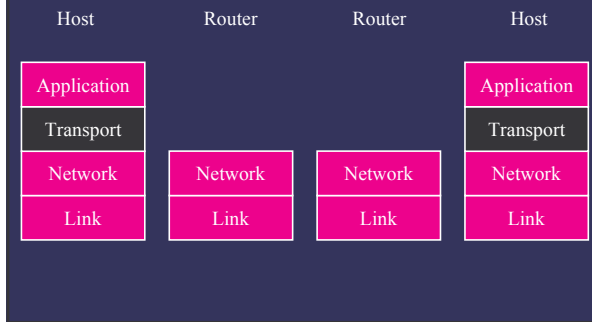 Host Router Router Host
Application Application
Transport Transport
Network Network Network Network
Link Link Link Link